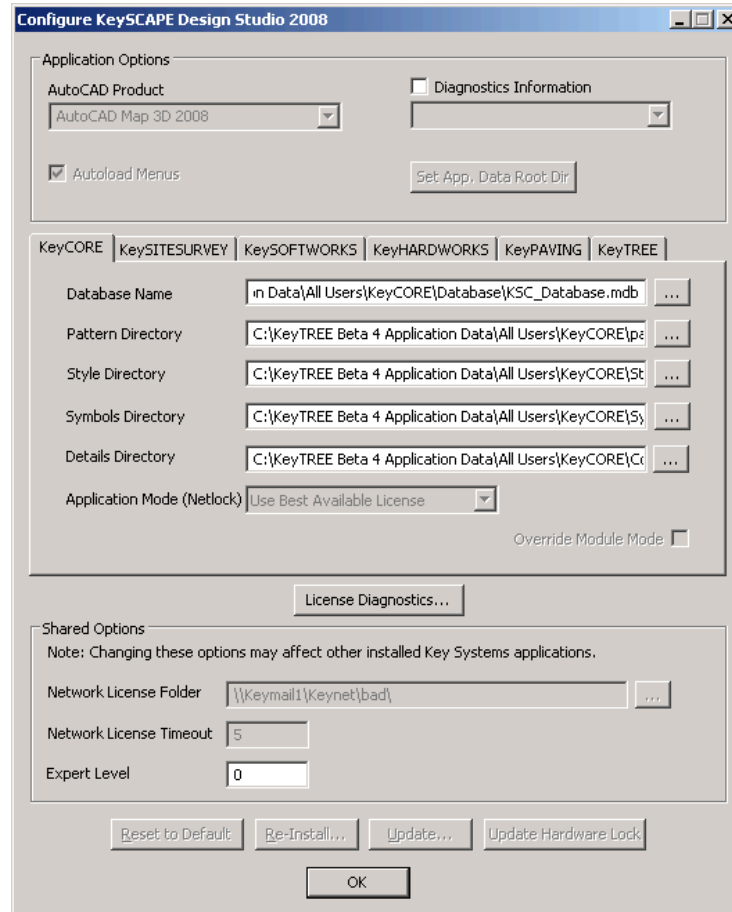 Configure KeySCAPE Design Studio 2008
Application Options
AutoCAD Product
Diagnostics Information
AutoCAD Map 3D 2008
Autoload Menus
Set App. Data Root Dir
KeyCORE KeySITESURVEY KeySOFTWORKS KeyHARDWORKS KeyPAVING KeyTREE
Database Name n Data\All Users\KeyCORE\Database\KSC_Database.mdb ...
Pattern Directory C:\KeyTREE Beta 4 Application Data\All Users\KeyCORE\pa ...
Style Directory C:\KeyTREE Beta 4 Application Data\All Users\KeyCORE\St ...
Symbols Directory C:\KeyTREE Beta 4 Application Data\All Users\KeyCORE\Sy ...
Details Directory C:\KeyTREE Beta 4 Application Data\All Users\KeyCORE\Co ...
Application Mode (Netlock) Use Best Available License
Override Module Mode
License Diagnostics...
Shared Options
Note: Changing these options may affect other installed Key Systems applications.
Network License Folder \\Keymail1\Keynet\bad\ ...
Network License Timeout 5
Expert Level 0
Reset to Default Re-Install... Update... Update Hardware Lock
OK